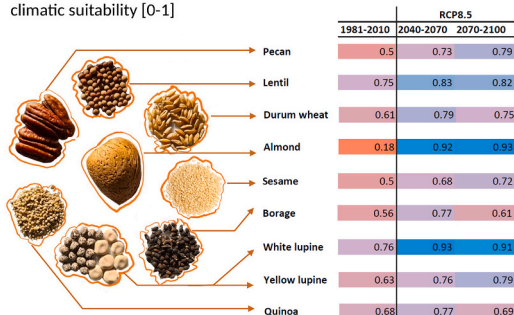 climatic suitability [0-1]
RCP8.5
1981-2010 2040-2070 2070-2100
Pecan 0.5 0.73 0.79
Lentil 0.75 0.83 0.82
Durum wheat 0.61 0.79 0.75
Almond 0.18 0.92 0.93
Sesame 0.5 0.68 0.72
Borage 0.56 0.77 0.61
White lupine 0.76 0.93 0.91
Yellow lupine 0.63 0.76 0.79
Quinoa 0.68 0.77 0.69